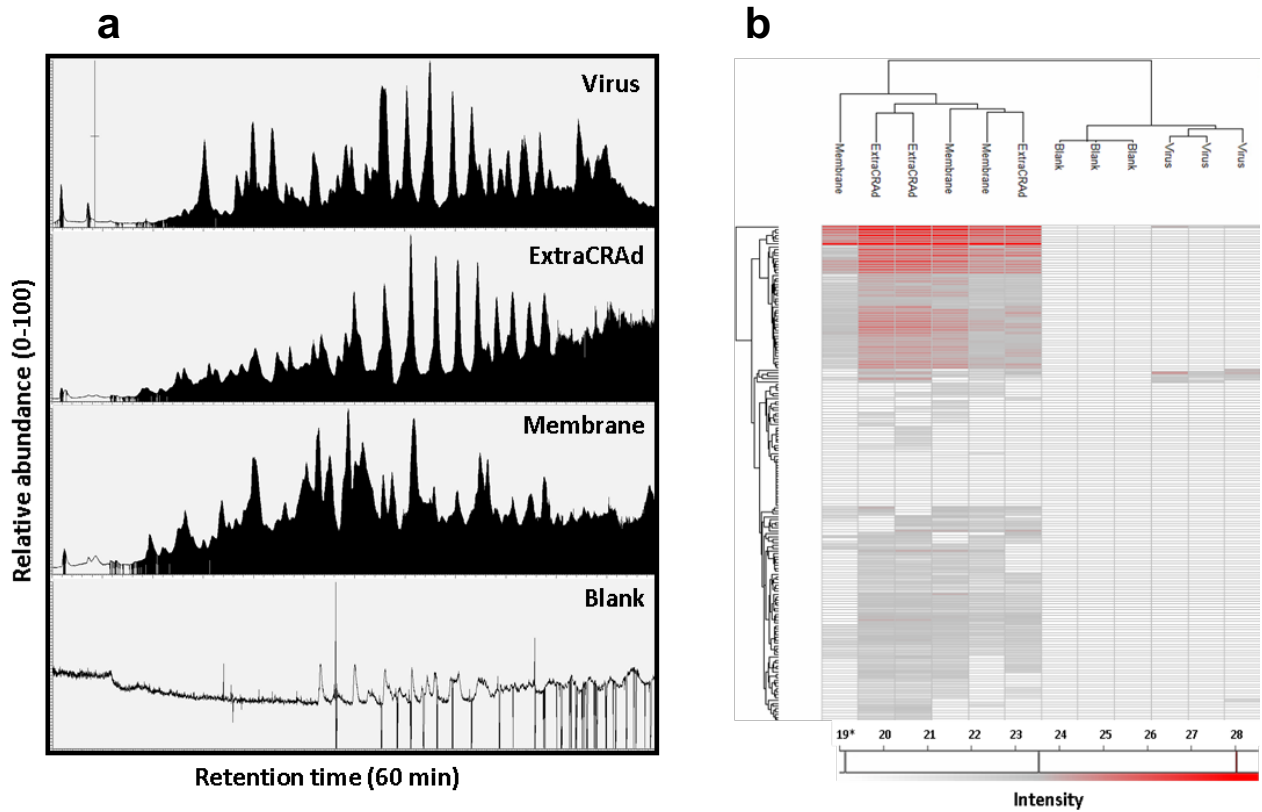 a
Virus
ExtraCRAd
Membrane
Blank
Relative abundance (0-100)
Retention time (60 min)
b
Membrane
ExtraCRAd
ExtraCRAd
Membrane
Membrane
ExtraCRAd
Blank
Blank
Blank
Virus
Virus
Virus
19* 20 21 22 23 24 25 26 27 28
Intensity